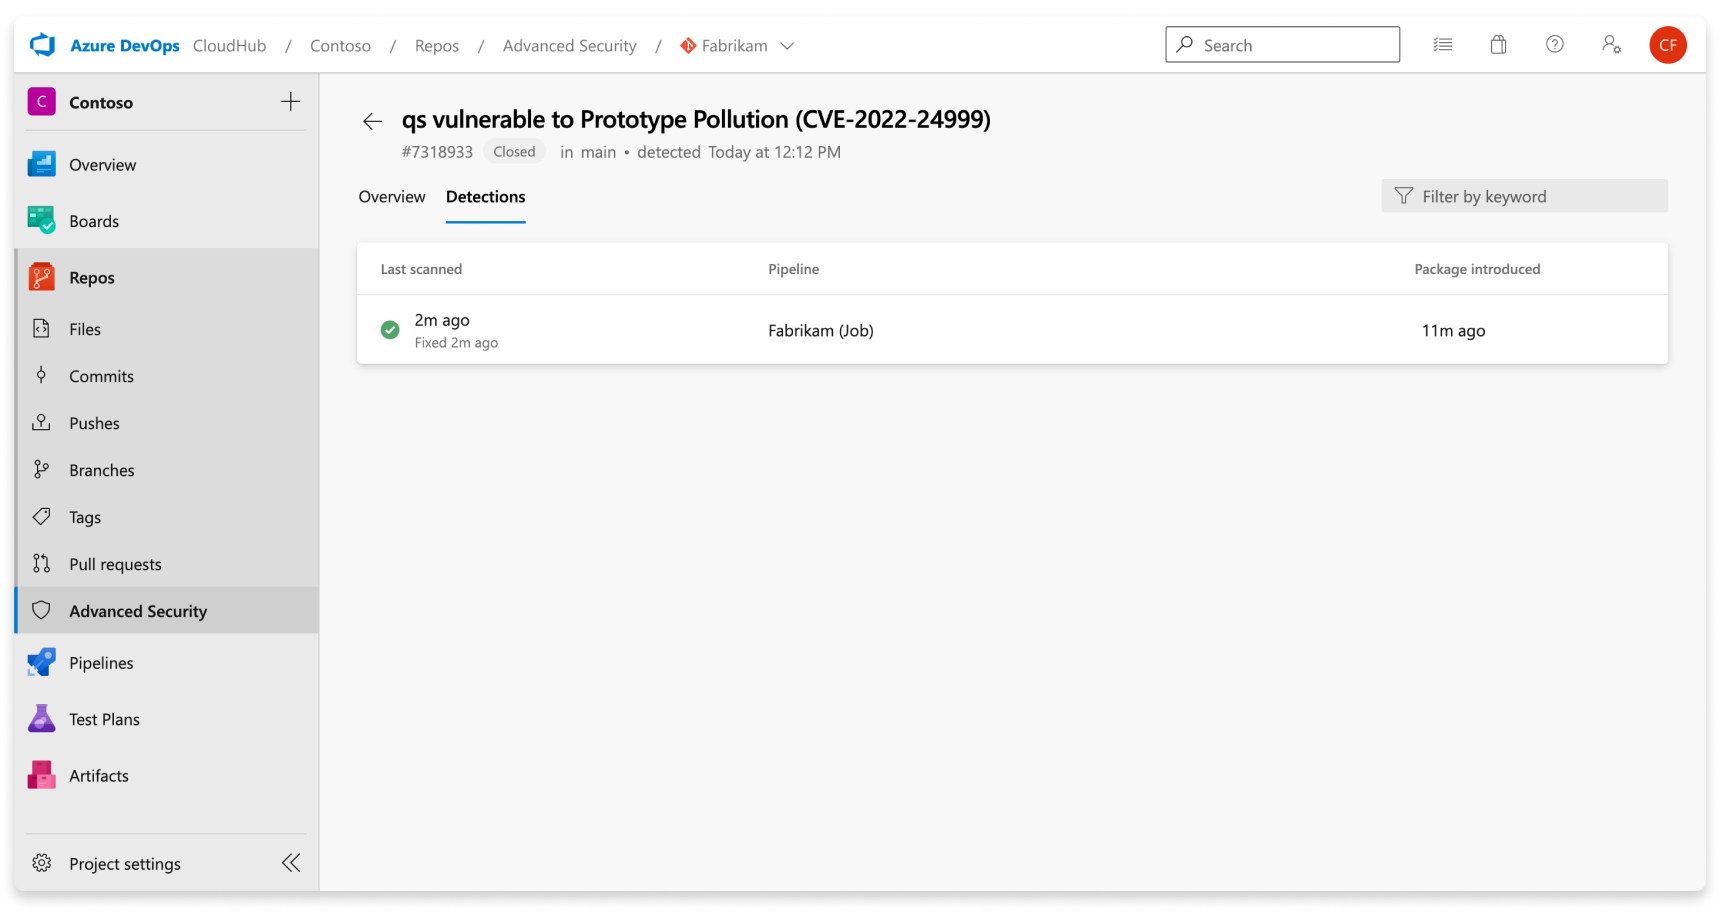 Azure DevOps CloudHub / Contoso / Repos / Advanced Security / Fabrikam
Search
CF
C Contoso
Overview
Boards
Repos
Files
Commits
Pushes
Branches
Tags
Pull requests
Advanced Security
Pipelines
Test Plans
Artifacts
Project settings
qs vulnerable to Prototype Pollution (CVE-2022-24999)
#7318933 Closed in main • detected Today at 12:12 PM
Overview Detections
Filter by keyword
Last scanned Pipeline Package introduced
2m ago Fabrikam (Job) 11m ago
Fixed 2m ago